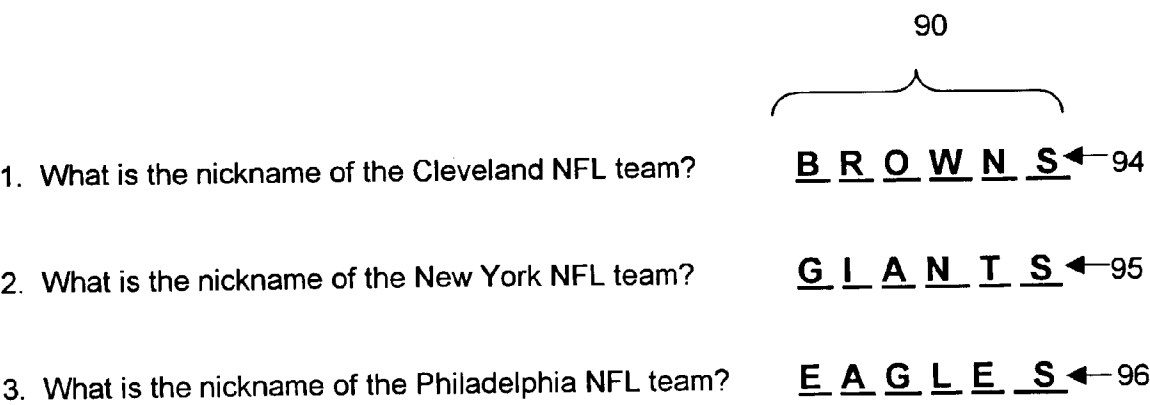 90
1. What is the nickname of the Cleveland NFL team? B R O W N S 94
2. What is the nickname of the New York NFL team? G I A N T S 95
3. What is the nickname of the Philadelphia NFL team? E A G L E S 96